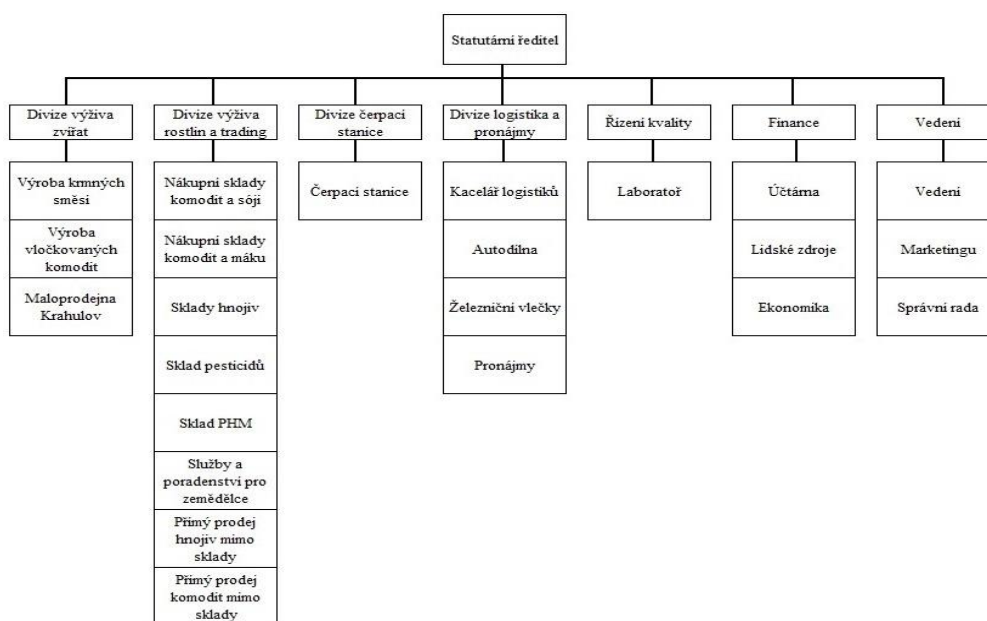 Statutární ředitel
Divize výživa
zvířat
Divize výživa
rostlin a trading
Divize čerpací
stanice
Divize logistika a
pronájmy
Řízení kvality
Finance
Vedení
Výroba krmných
směsí
Výroba
vločkovaných
komodit
Maloprodejna
Krahulov
Nákupní sklady
komodit a sóji
Nákupní sklady
komodit a máku
Sklady hnojiv
Sklad pesticidů
Sklad PHM
Služby a
poradenství pro
zemědělce
Přímý prodej
hnojiv mimo
sklady
Přímý prodej
komodit mimo
sklady
Čerpací stanice
Kacelář logistiků
Autodílna
Železniční vlečky
Pronájmy
Laboratoř
Účtárna
Lidské zdroje
Ekonomika
Vedení
Marketingu
Správní rada